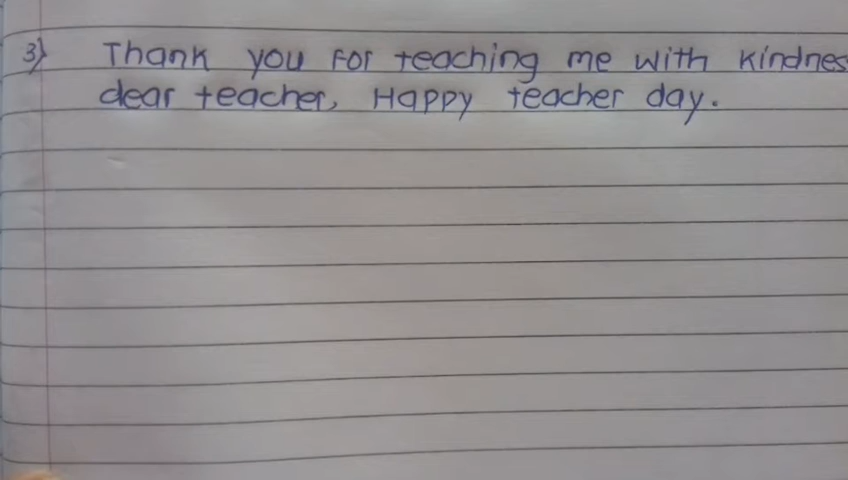 3) Thank you For teaching me with kindnes
dear teacher, Happy teacher day.